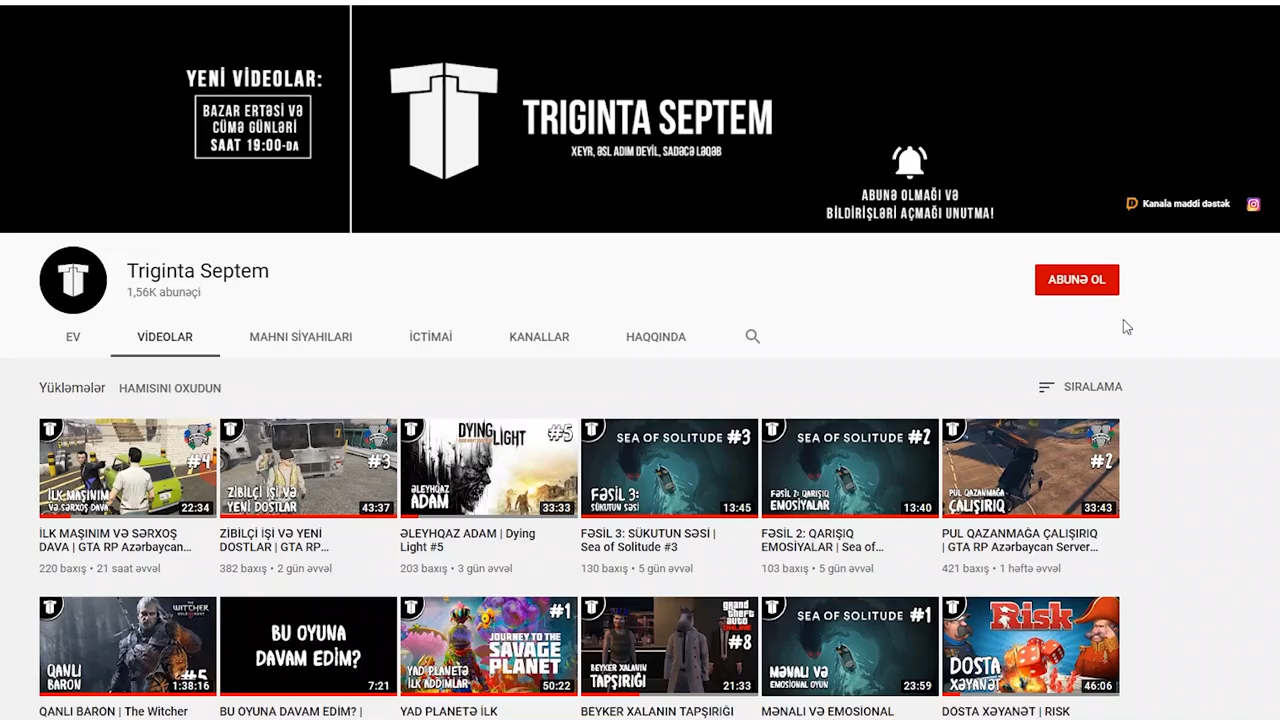 YENİ VİDEOLAR:
BAZAR ERTƏSİ VƏ
CÜMƏ GÜNLƏRİ
SAAT 19:00-DA
TRIGINTA SEPTEM
XEYR, ƏSL ADIM DEYİL, SADƏCƏ LƏQƏB
ABUNƏ OLMAĞI VƏ
BİLDİRİŞLƏRİ AÇMAĞI UNUTMA!
Kanala maddi dəstək
Triginta Septem
1,56K abunəçi
ABUNƏ OL
EV VİDEOLAR MAHNI SİYAHILARI İCTİMAİ KANALLAR HAQQINDA
Yükləmələr HAMISINI OXUDUN
SIRALAMA
#4
İLK MAŞINIM
VƏ SƏRXOŞ DAVA
22:34
#3
ZİBİLÇİ İŞİ VƏ
YENİ DOSTLAR
43:37
DYING LIGHT
#5
ƏLEYHQAZ
ADAM
33:33
SEA OF SOLITUDE #3
FƏSİL 3:
SÜKUTUN SƏSİ
13:45
SEA OF SOLITUDE #2
FƏSİL 2: QARIŞIQ
EMOSİYALAR
13:40
#2
PUL QAZANMAĞA
ÇALIŞIRIQ
33:43
İLK MAŞINIM VƏ SƏRXOŞ
DAVA | GTA RP Azərbaycan...
220 baxış • 21 saat əvvəl
ZİBİLÇİ İŞİ VƏ YENİ
DOSTLAR | GTA RP...
382 baxış • 2 gün əvvəl
ƏLEYHQAZ ADAM | Dying
Light #5
203 baxış • 3 gün əvvəl
FƏSİL 3: SÜKUTUN SƏSİ |
Sea of Solitude #3
130 baxış • 5 gün əvvəl
FƏSİL 2: QARIŞIQ
EMOSİYALAR | Sea of...
103 baxış • 5 gün əvvəl
PUL QAZANMAĞA ÇALIŞIRIQ
| GTA RP Azərbaycan Server...
421 baxış • 1 həftə əvvəl
THE
WITCHER
QANLI
BARON
#5
1:38:16
BU OYUNA
DAVAM EDİM?
7:21
#1
JOURNEY TO THE
SAVAGE
PLANET
YAD PLANETƏ
İLK ADDIMLAR
50:22
grand
theft
auto
ONLINE
#8
BEYKER XALANIN
TAPŞIRIĞI
21:33
SEA OF SOLITUDE #1
MƏNALI VƏ
EMOSIONAL OYUN
23:59
Risk
DOSTA
XƏYANƏT
46:06
QANLI BARON | The Witcher
BU OYUNA DAVAM EDİM? |
YAD PLANETƏ İLK
BEYKER XALANIN TAPŞIRIĞI
MƏNALI VƏ EMOSIONAL
DOSTA XƏYANƏT | RISK